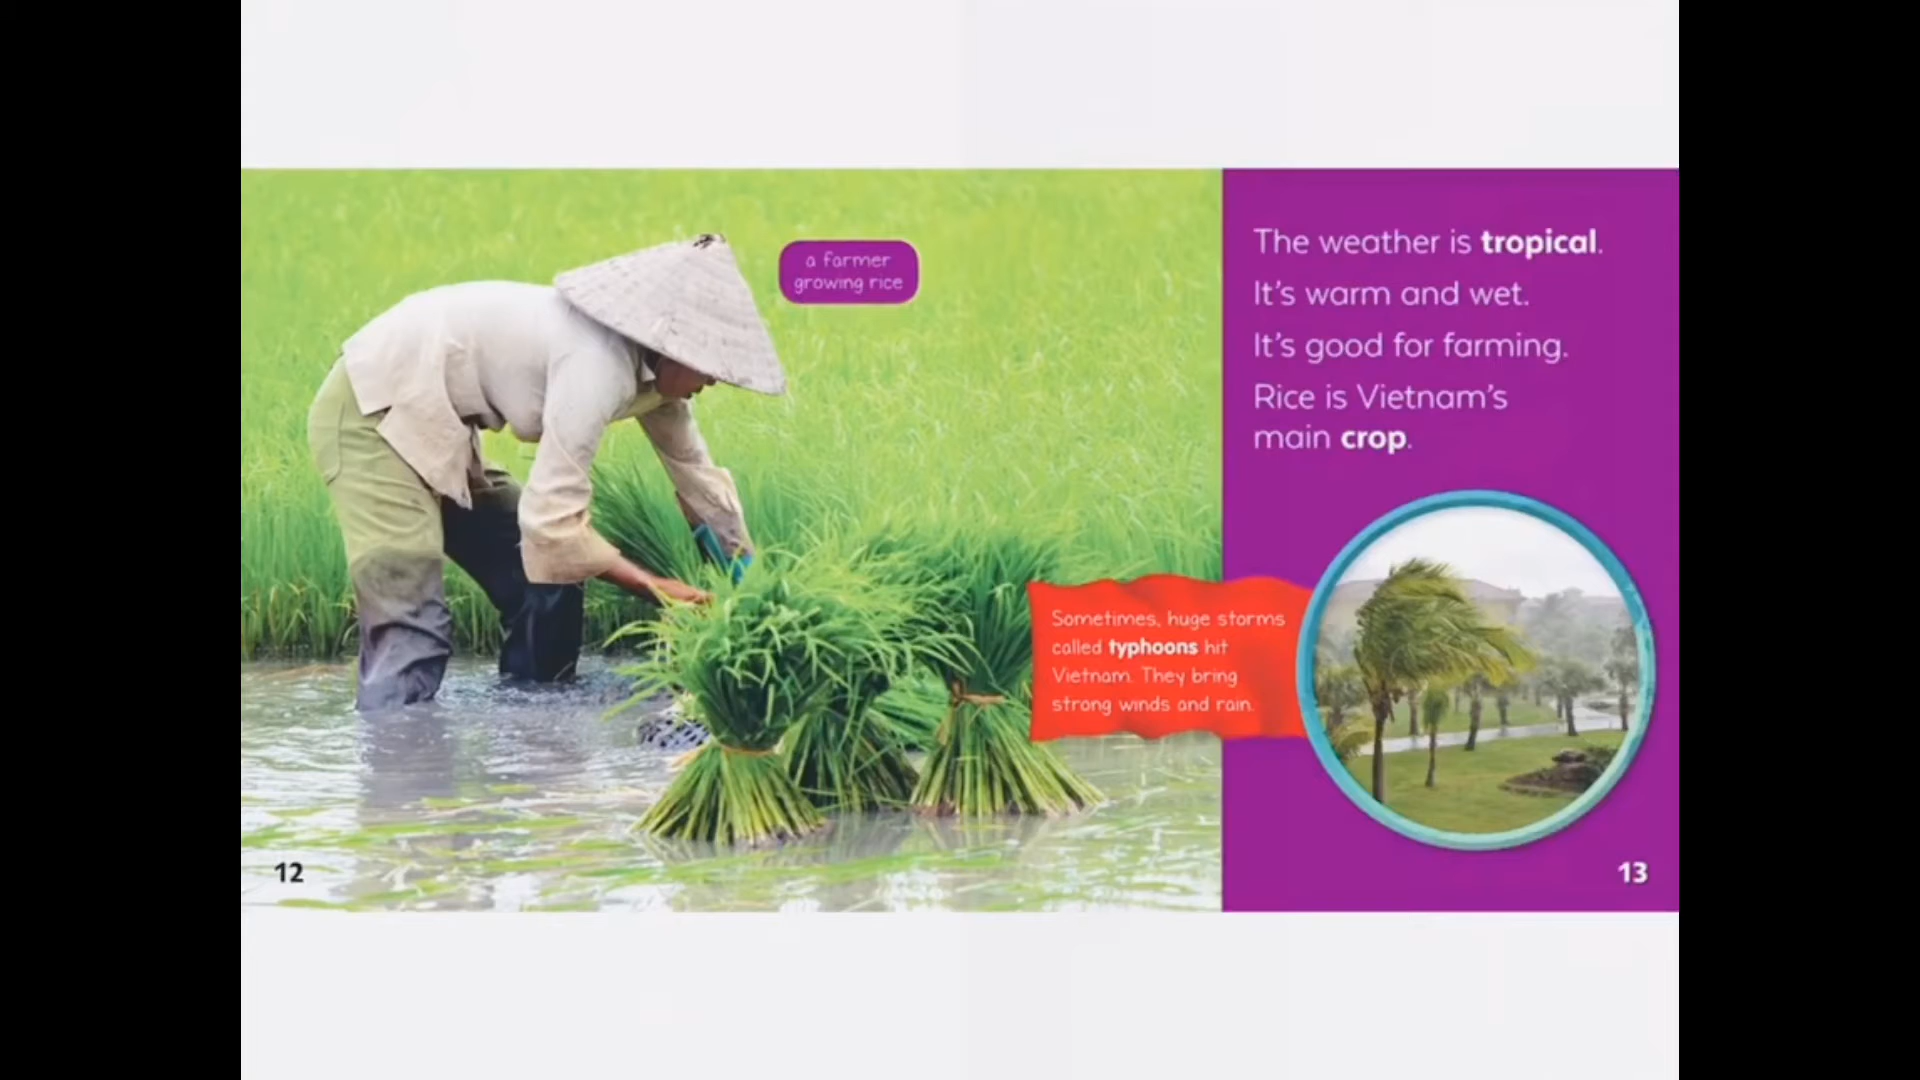 a farmer
growing rice
The weather is tropical.
It's warm and wet.
It's good for farming.
Rice is Vietnam's
main crop.
Sometimes, huge storms
called typhoons hit
Vietnam. They bring
strong winds and rain.
12
13